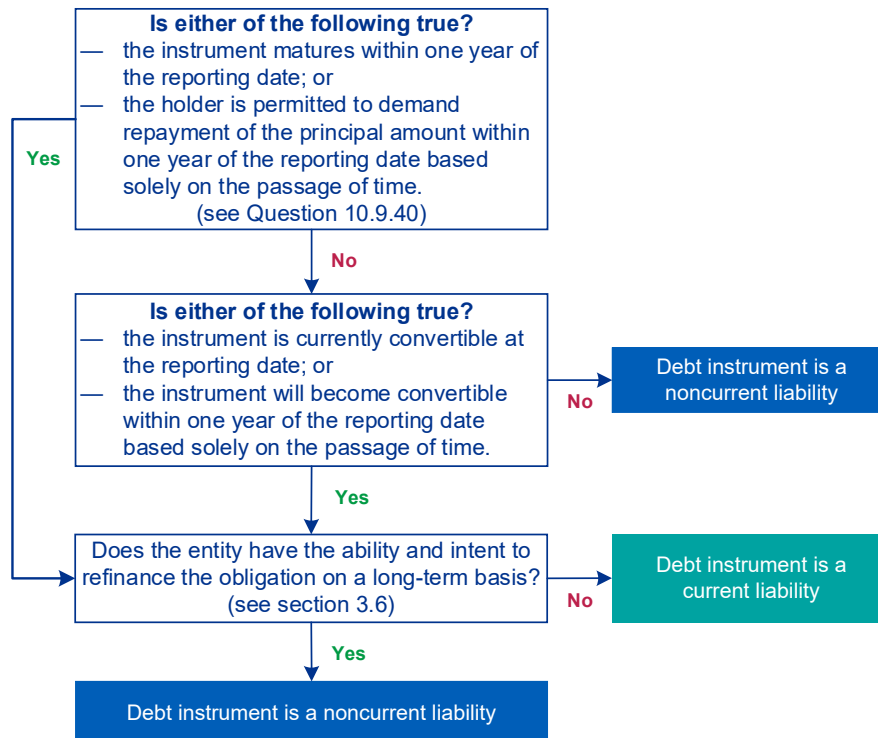 Is either of the following true?
— the instrument matures within one year of
the reporting date; or
— the holder is permitted to demand
repayment of the principal amount within
one year of the reporting date based
solely on the passage of time.
(see Question 10.9.40)
Yes
No
Is either of the following true?
— the instrument is currently convertible at
the reporting date; or
— the instrument will become convertible
within one year of the reporting date
based solely on the passage of time.
No
Debt instrument is a
noncurrent liability
Yes
Does the entity have the ability and intent to
refinance the obligation on a long-term basis?
(see section 3.6)
No
Debt instrument is a
current liability
Yes
Debt instrument is a noncurrent liability